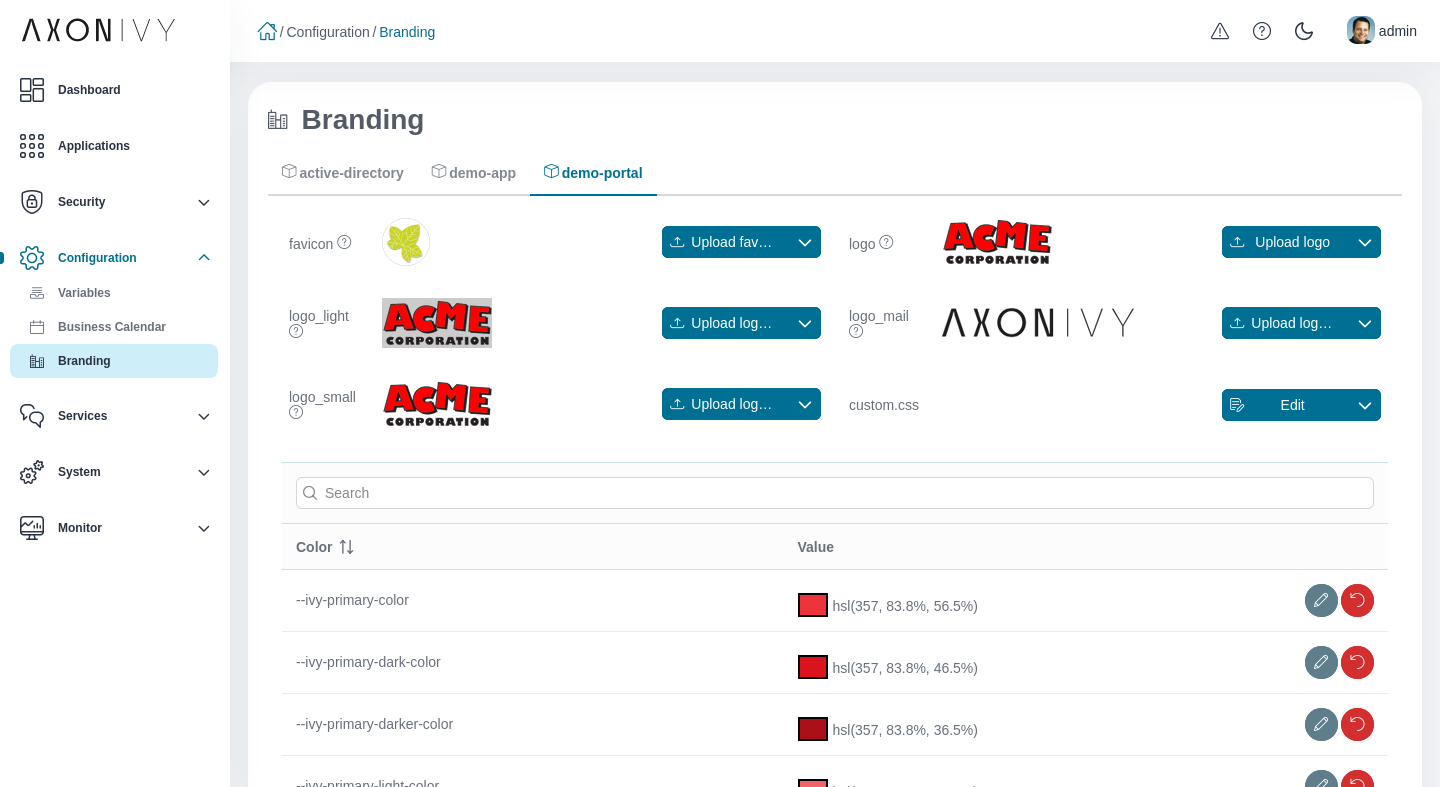 AXONIVY
/ Configuration / Branding
admin
Dashboard
Applications
Security
Configuration
Variables
Business Calendar
Branding
Services
System
Monitor
Branding
active-directory
demo-app
demo-portal
favicon
Upload fav…
logo
ACME
CORPORATION
Upload logo
logo_light
ACME
CORPORATION
Upload log…
logo_mail
AXONIVY
Upload log…
logo_small
ACME
CORPORATION
Upload log…
custom.css
Edit
Search
Color
Value
--ivy-primary-color
hsl(357, 83.8%, 56.5%)
--ivy-primary-dark-color
hsl(357, 83.8%, 46.5%)
--ivy-primary-darker-color
hsl(357, 83.8%, 36.5%)
--ivy-primary-light-color